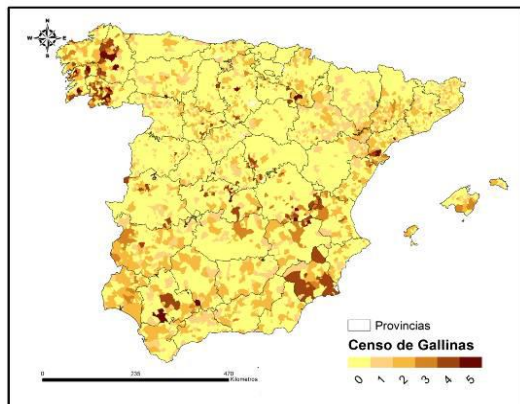 N
W E
S
Provincias
Censo de Gallinas
0 1 2 3 4 5
0 235 470
Kilometros